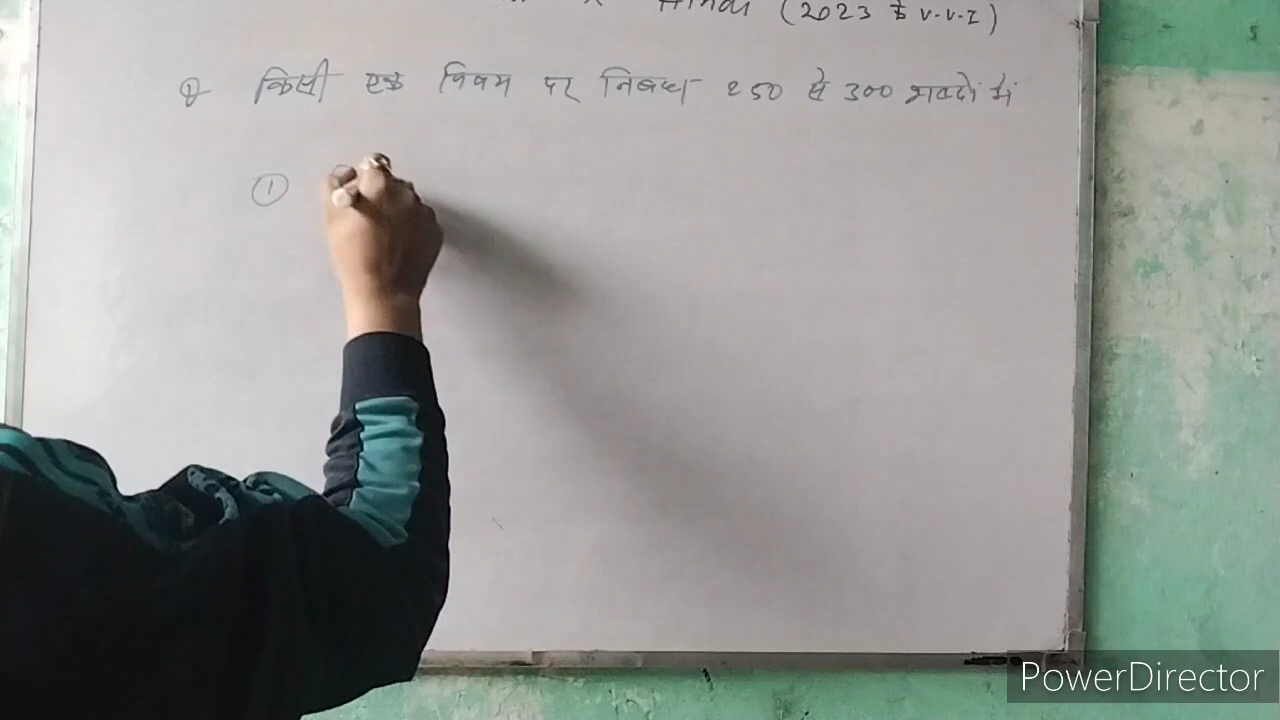 हिन्दी (2023 के V.V.I)
Q किसी एक विषय पर निबन्ध 250 से 300 शब्दों में
①
PowerDirector